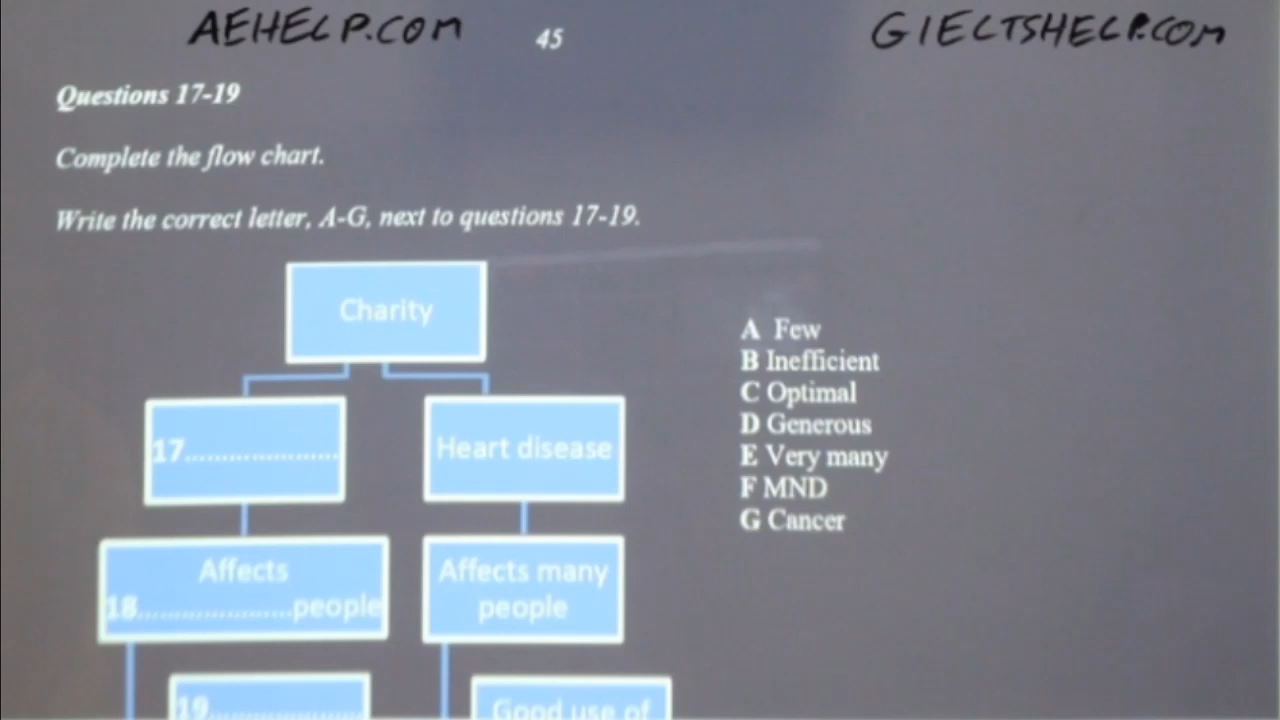 AEHELP.COM
45
GIELTSHELP.COM
Questions 17-19
Complete the flow chart.
Write the correct letter, A-G, next to questions 17-19.
Charity
17....................
Heart disease
Affects
18....................people
Affects many
people
19....................
Good use of
A Few
B Inefficient
C Optimal
D Generous
E Very many
F MND
G Cancer